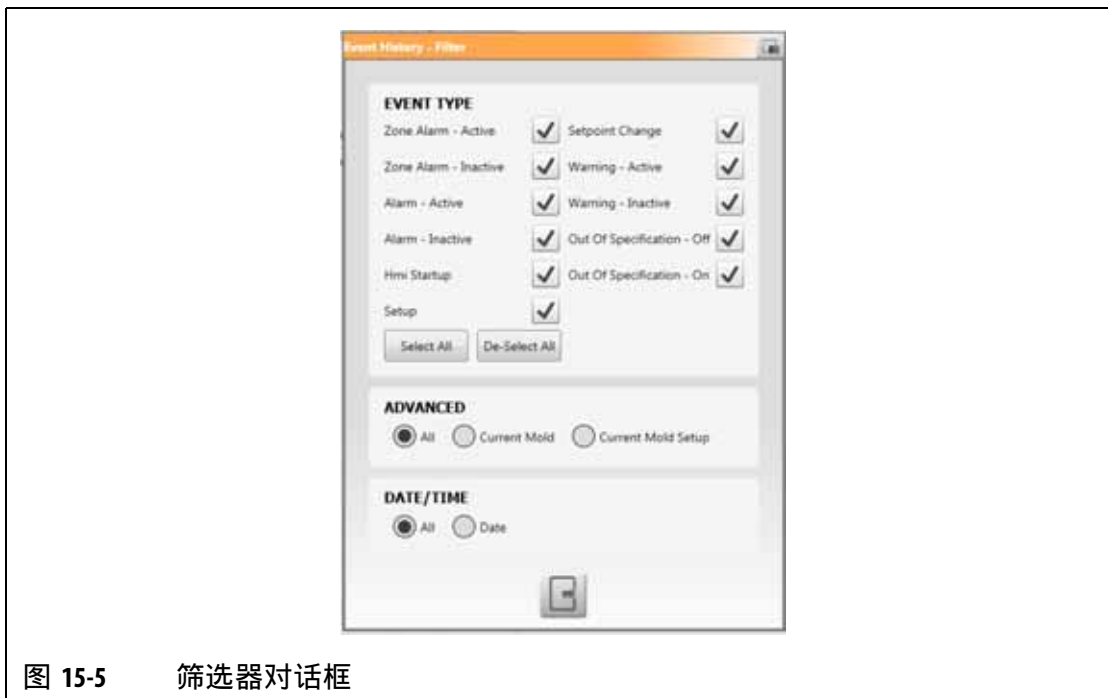 Event History - Filter
EVENT TYPE
Zone Alarm - Active Setpoint Change
Zone Alarm - Inactive Warning - Active
Alarm - Active Warning - Inactive
Alarm - Inactive Out Of Specification - Off
Hmi Startup Out Of Specification - On
Setup
Select All De-Select All
ADVANCED
All Current Mold Current Mold Setup
DATE/TIME
All Date
图 15-5 筛选器对话框